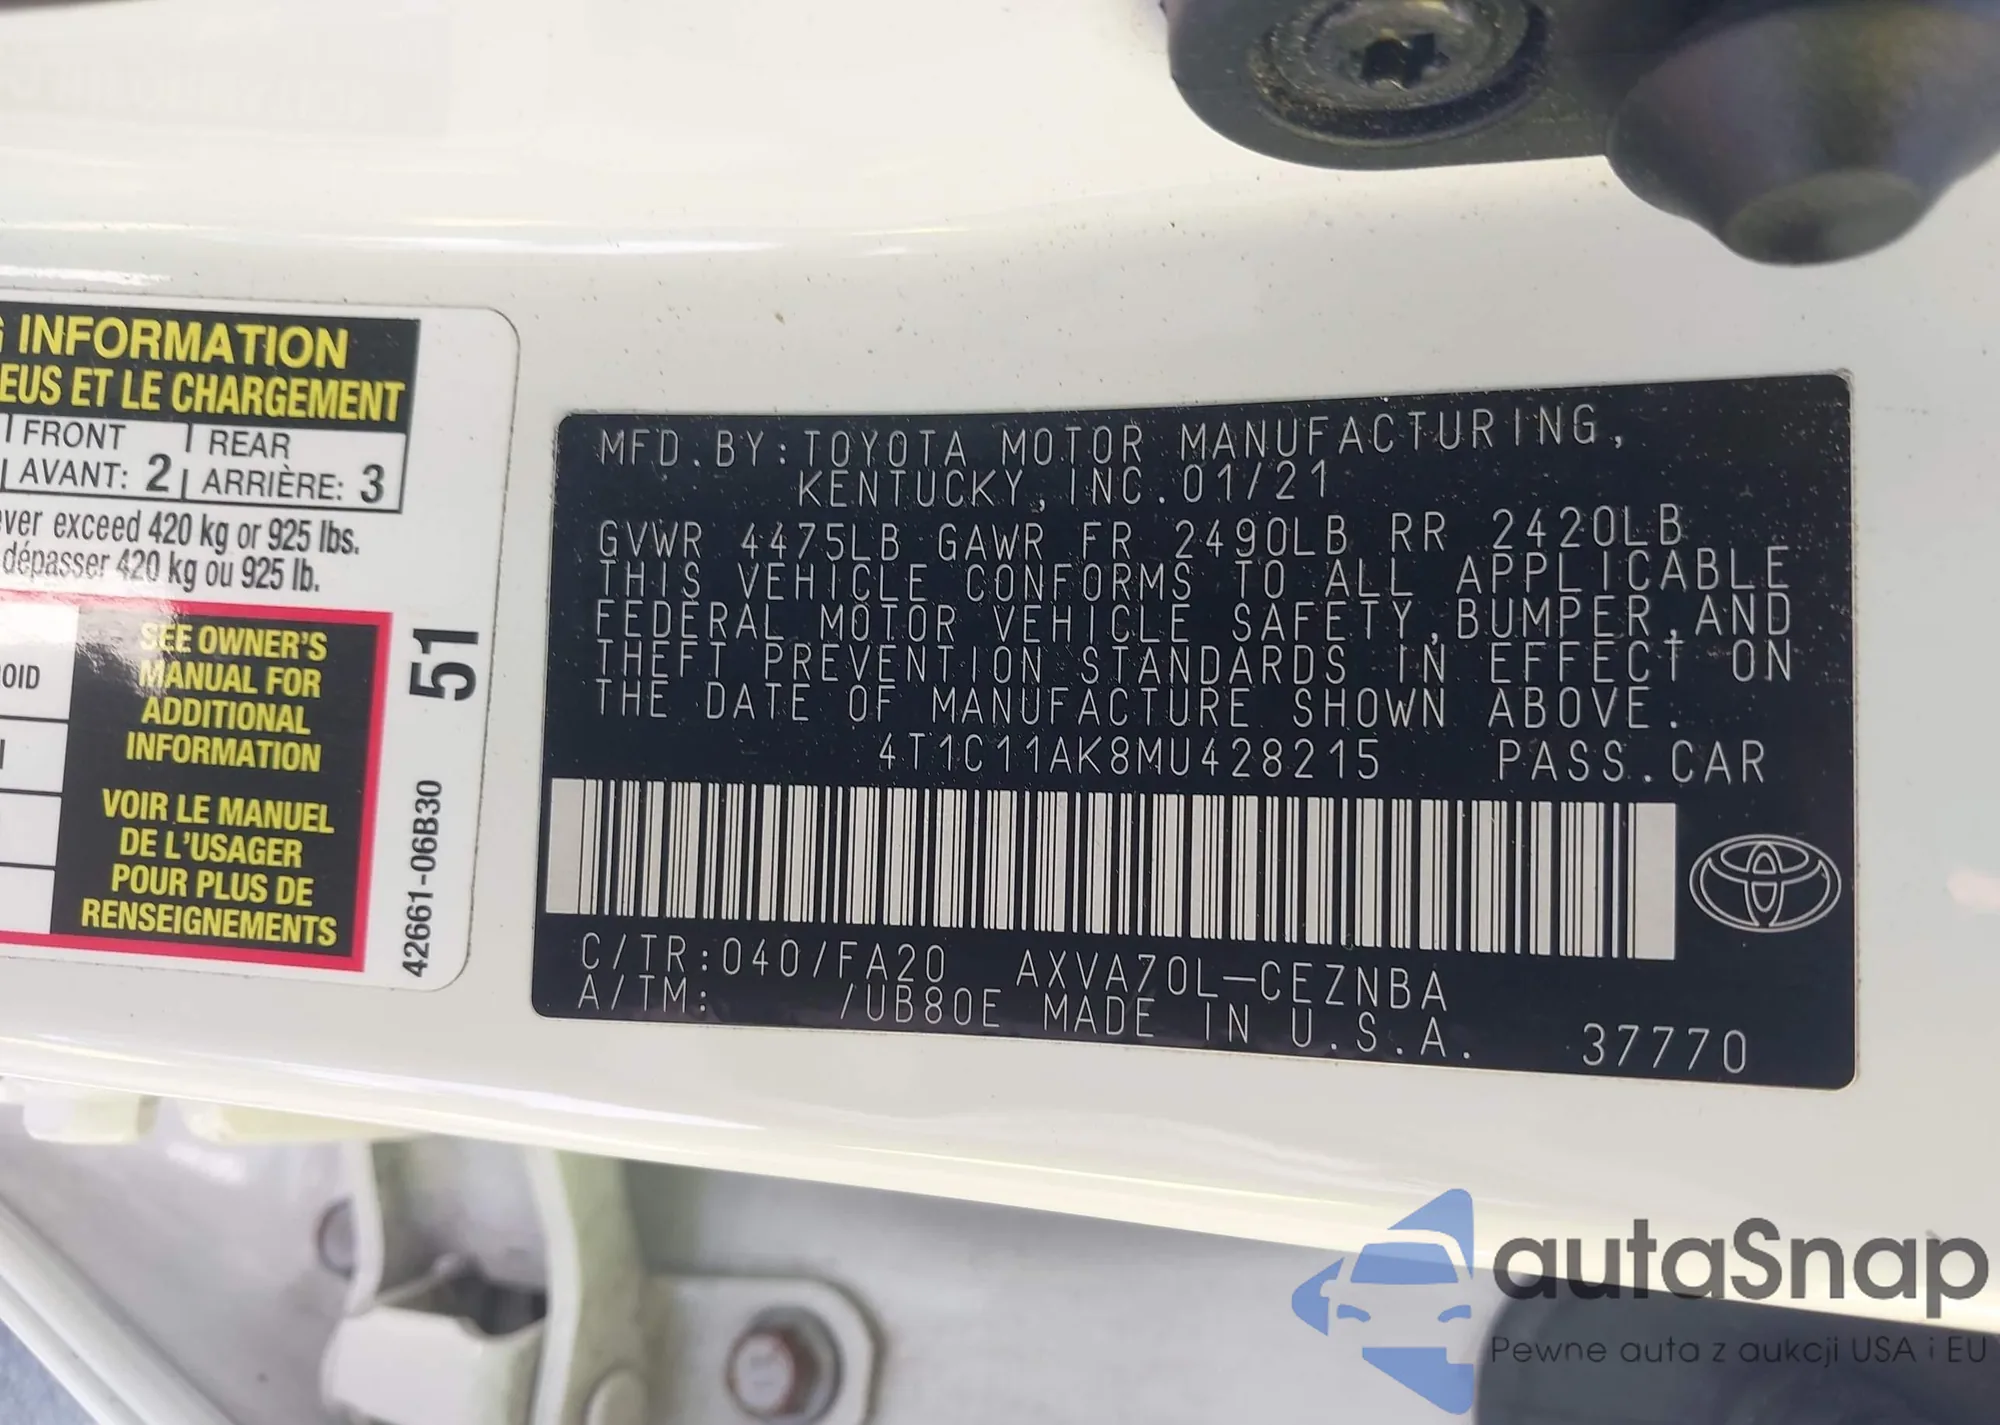 INFORMATION
EUS ET LE CHARGEMENT
FRONT REAR
AVANT: 2 ARRIÈRE: 3
ver exceed 420 kg or 925 lbs.
dépasser 420 kg ou 925 lb.
OID
SEE OWNER'S
MANUAL FOR
ADDITIONAL
INFORMATION
VOIR LE MANUEL
DE L'USAGER
POUR PLUS DE
RENSEIGNEMENTS
51
42661-06B30
MFD. BY: TOYOTA MOTOR MANUFACTURING,
KENTUCKY, INC. 01/21
GVWR 4475LB GAWR FR 2490LB RR 2420LB
THIS VEHICLE CONFORMS TO ALL APPLICABLE
FEDERAL MOTOR VEHICLE SAFETY, BUMPER, AND
THEFT PREVENTION STANDARDS IN EFFECT ON
THE DATE OF MANUFACTURE SHOWN ABOVE.
4T1C11AK8MU428215 PASS. CAR
C/TR: 040/FA20 AXVA70L-CEZNBA
A/TM: /UB80E MADE IN U.S.A. 37770
autaSnap
Pewne auta z aukcji USA i EU